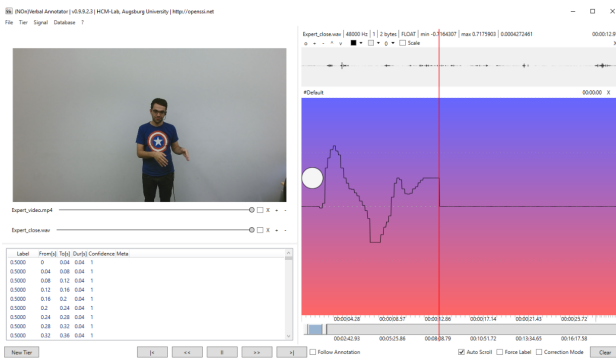 (NOn)Verbal Annotator | v0.9.9.2.3 | HCM-Lab, Augsburg University | http://openssi.net
File Tier Signal Database ?
Expert_close.wav | 48000 Hz | 1 | 2 bytes | FLOAT | min -0.7164307 | max 0.7175903 | 0.0004272461 00:00:12.9
+ - ^ v 0 Scale
#Default 00:00:00 X
Expert_video.mp4 X + -
Expert_close.wav X + -
Label From[s] To[s] Dur[s] Confidence Meta
0.5000 0 0.04 0.04 1
0.5000 0.04 0.08 0.04 1
0.5000 0.08 0.12 0.04 1
0.5000 0.12 0.16 0.04 1
0.5000 0.16 0.2 0.04 1
0.5000 0.2 0.24 0.04 1
0.5000 0.24 0.28 0.04 1
0.5000 0.28 0.32 0.04 1
0.5000 0.32 0.36 0.04 1
00:00:04.28 00:00:08.57 00:00:12.86 00:00:17.14 00:00:21.43 00:00:25.72
00:02:42.93 00:05:25.86 00:08:08.79 00:10:51.72 00:13:34.65 00:16:17.58
New Tier |< << II >> >| Follow Annotation Auto Scroll Force Label Correction Mode Clear